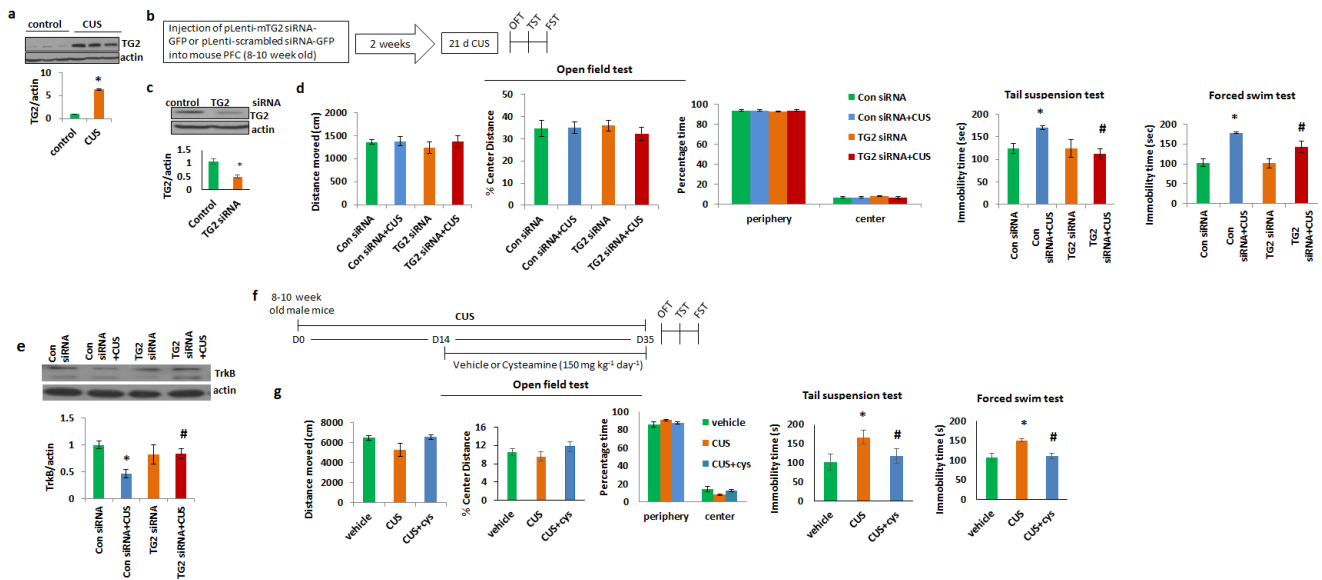 a
control CUS
TG2
actin
TG2/actin
10
5
0
*
control
CUS
b
Injection of pLenti-mTG2 siRNA-
GFP or pLenti-scrambled siRNA-GFP
into mouse PFC (8-10 week old)
2 weeks
21 d CUS
OFT
TST
FST
c
control TG2 siRNA
TG2
actin
TG2/actin
1.5
1
0.5
0
*
Control
TG2 siRNA
d
Open field test
Distance moved (cm)
2000
1500
1000
500
0
Con siRNA
Con siRNA+CUS
TG2 siRNA
TG2 siRNA+CUS
% Center Distance
50
40
30
20
10
0
Con siRNA
Con siRNA+CUS
TG2 siRNA
TG2 siRNA+CUS
Percentage time
100
80
60
40
20
0
periphery center
Con siRNA
Con siRNA+CUS
TG2 siRNA
TG2 siRNA+CUS
Tail suspension test
Immobility time (sec)
200
150
100
50
0
*
#
Con siRNA
Con
siRNA+CUS
TG2 siRNA
TG2
siRNA+CUS
Forced swim test
Immobility time (sec)
200
150
100
50
0
*
#
Con siRNA
Con
siRNA+CUS
TG2 siRNA
TG2
siRNA+CUS
e
Con
siRNA
Con
siRNA
+CUS
TG2
siRNA
TG2
siRNA
+CUS
TrkB
actin
TrkB/actin
1.5
1
0.5
0
*
#
Con siRNA
Con siRNA+CUS
TG2 siRNA
TG2 siRNA+CUS
f
8-10 week
old male mice
CUS
D0
D14
D35
Vehicle or Cysteamine (150 mg kg⁻¹ day⁻¹)
OFT
TST
FST
g
Open field test
Distance moved (cm)
8000
7000
6000
5000
4000
3000
2000
1000
0
vehicle
CUS
CUS+cys
% Center Distance
16
12
8
4
0
vehicle
CUS
CUS+cys
Percentage time
100
80
60
40
20
0
periphery center
vehicle
CUS
CUS+cys
Tail suspension test
Immobility time (s)
200
150
100
50
0
*
#
vehicle
CUS
CUS+cys
Forced swim test
Immobility time (s)
200
150
100
50
0
*
#
vehicle
CUS
CUS+cys